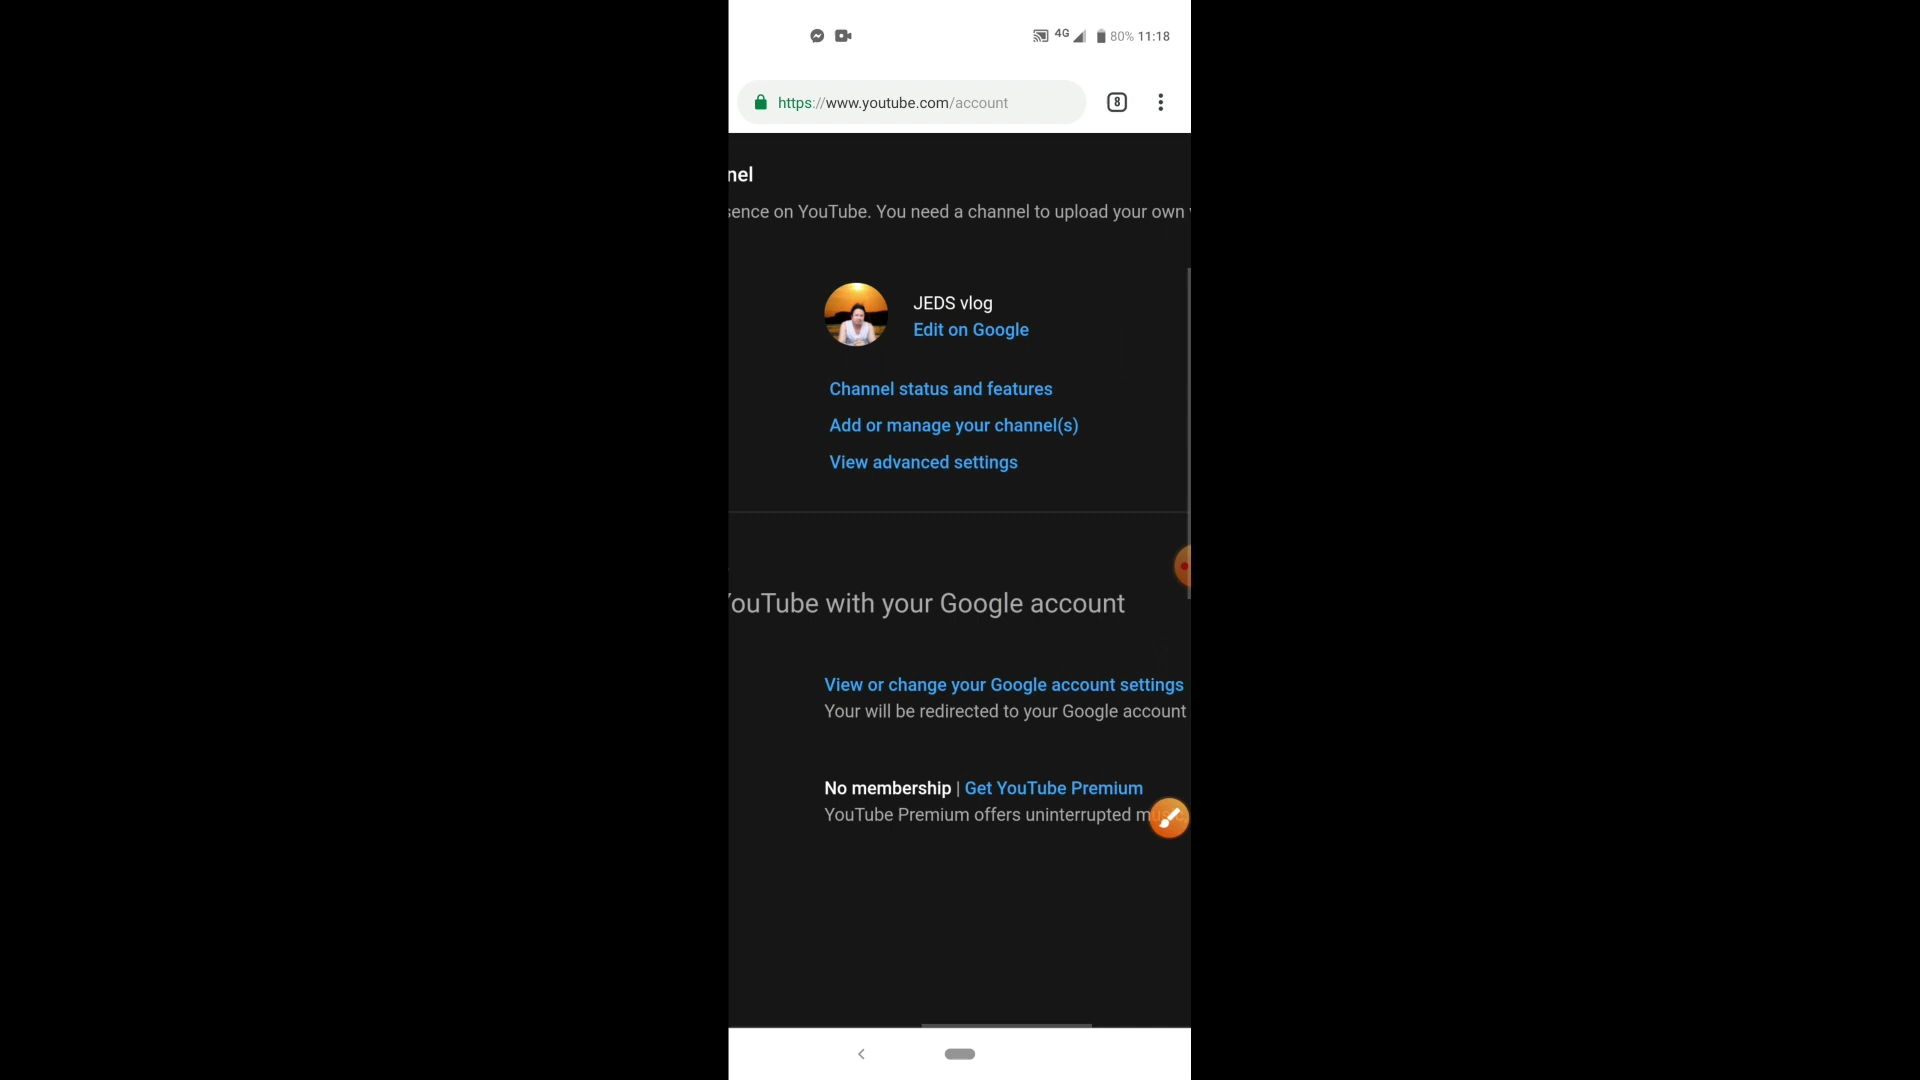 4G 80% 11:18
https://www.youtube.com/account 8
nel
sence on YouTube. You need a channel to upload your own
JEDS vlog
Edit on Google
Channel status and features
Add or manage your channel(s)
View advanced settings
YouTube with your Google account
View or change your Google account settings
Your will be redirected to your Google account
No membership | Get YouTube Premium
YouTube Premium offers uninterrupted